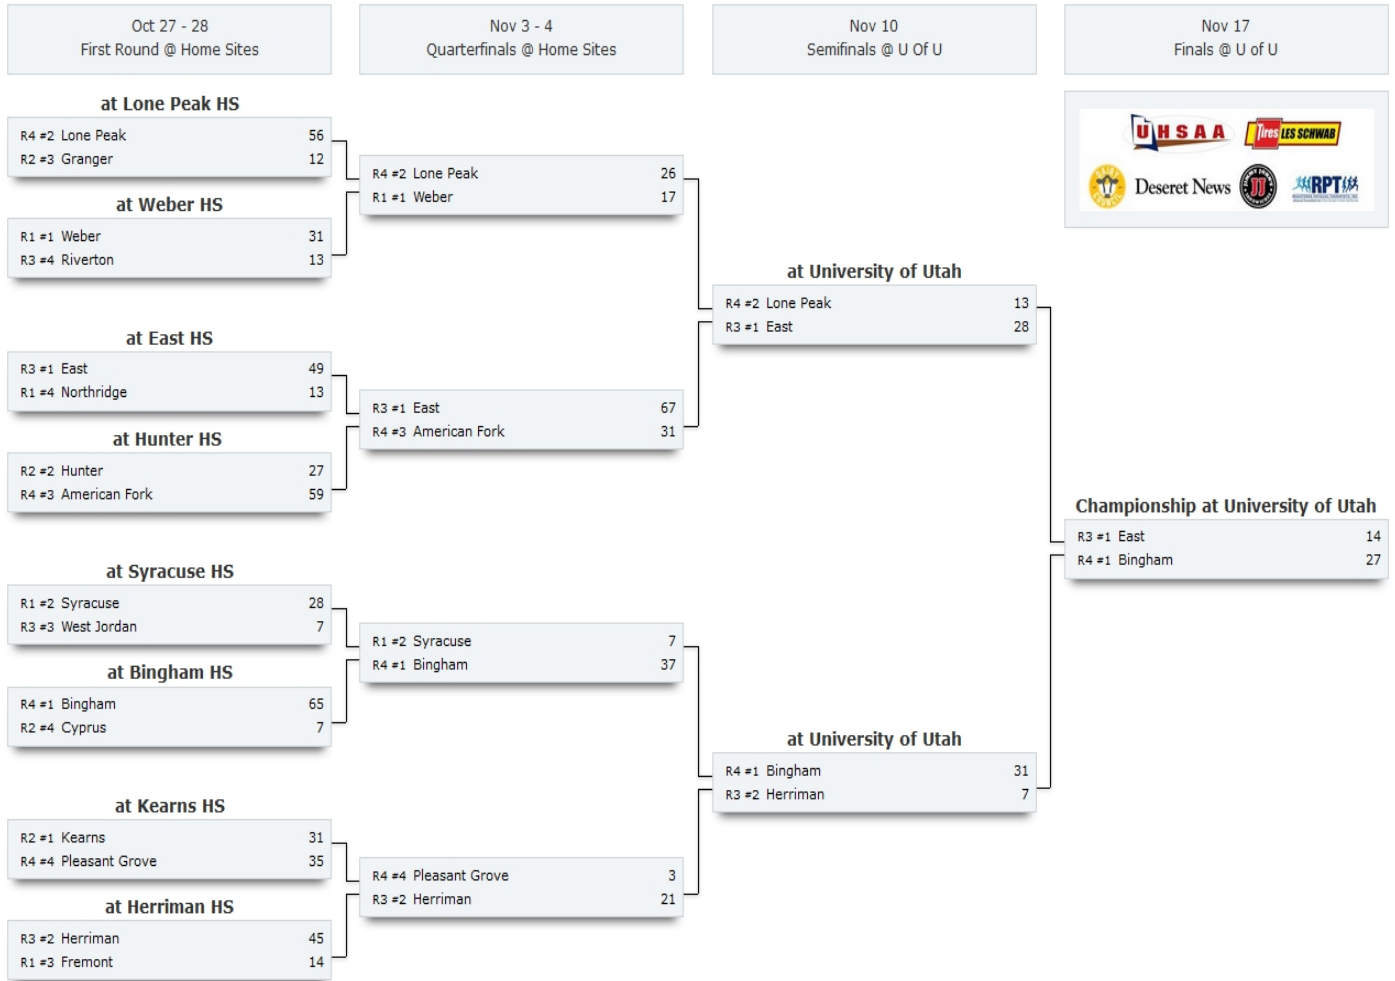 Oct 27 - 28
First Round @ Home Sites
Nov 3 - 4
Quarterfinals @ Home Sites
Nov 10
Semifinals @ U Of U
Nov 17
Finals @ U of U
at Lone Peak HS
R4 #2 Lone Peak 56
R2 #3 Granger 12
at Weber HS
R1 #1 Weber 31
R3 #4 Riverton 13
at East HS
R3 #1 East 49
R1 #4 Northridge 13
at Hunter HS
R2 #2 Hunter 27
R4 #3 American Fork 59
at Syracuse HS
R1 #2 Syracuse 28
R3 #3 West Jordan 7
at Bingham HS
R4 #1 Bingham 65
R2 #4 Cyprus 7
at Kearns HS
R2 #1 Kearns 31
R4 #4 Pleasant Grove 35
at Herriman HS
R3 #2 Herriman 45
R1 #3 Fremont 14
R4 #2 Lone Peak 26
R1 #1 Weber 17
R3 #1 East 67
R4 #3 American Fork 31
R1 #2 Syracuse 7
R4 #1 Bingham 37
R4 #4 Pleasant Grove 3
R3 #2 Herriman 21
at University of Utah
R4 #2 Lone Peak 13
R3 #1 East 28
at University of Utah
R4 #1 Bingham 31
R3 #2 Herriman 7
UHSAA
Tires LES SCHWAB
Deseret News
JJ
RPT
Championship at University of Utah
R3 #1 East 14
R4 #1 Bingham 27